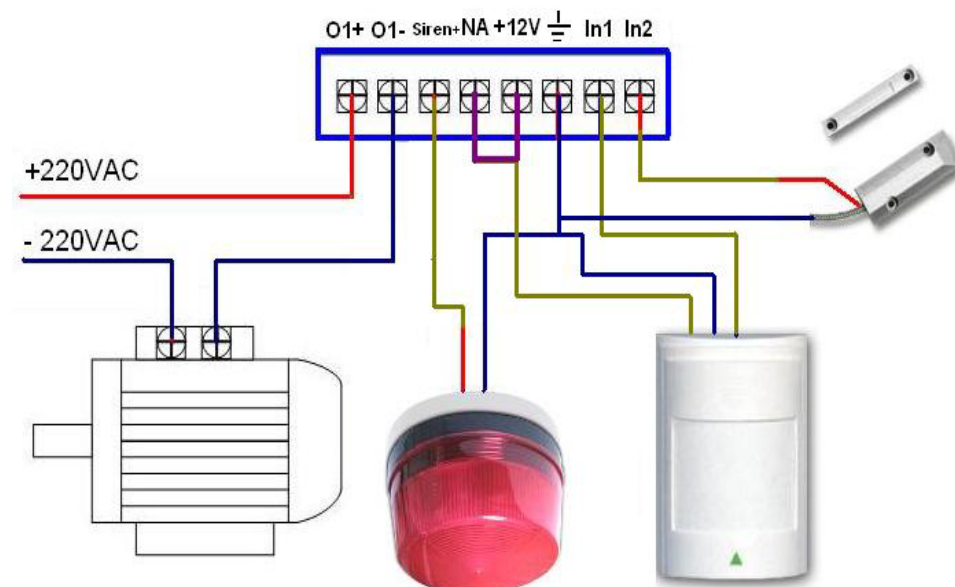 O1+ O1- Siren+ NA +12V In1 In2
+220VAC
- 220VAC